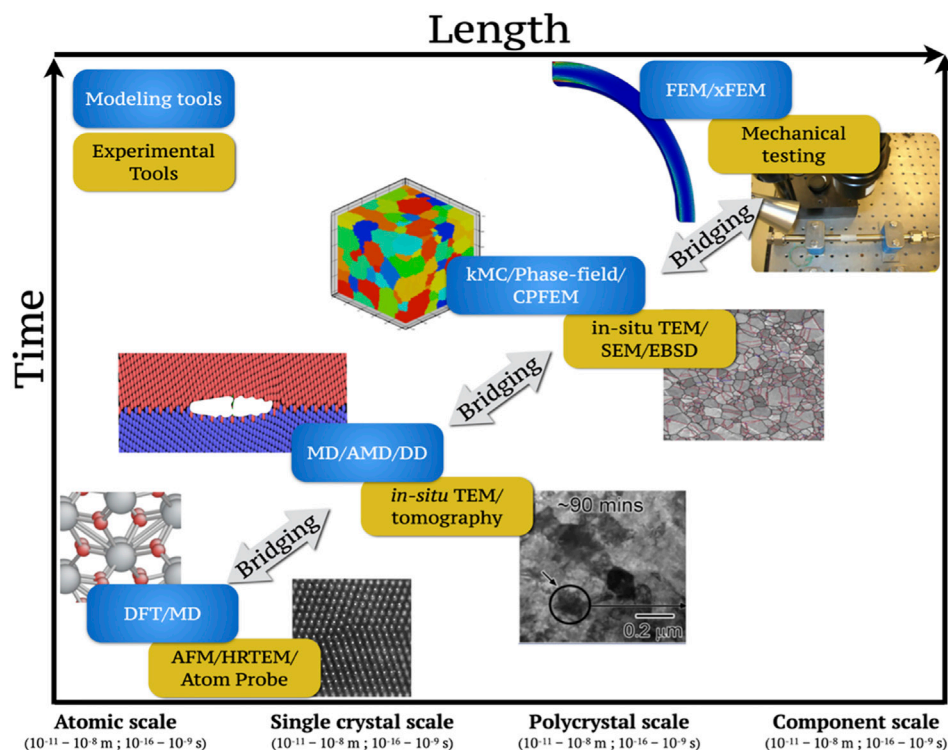 Length
Time
Modeling tools
Experimental
Tools
FEM/xFEM
Mechanical
testing
Bridging
kMC/Phase-field/
CPFEM
in-situ TEM/
SEM/EBSD
Bridging
MD/AMD/DD
in-situ TEM/
tomography
~90 mins
0.2 μm
Bridging
DFT/MD
AFM/HRTEM/
Atom Probe
Atomic scale
(10⁻¹¹ – 10⁻⁸ m ; 10⁻¹⁶ – 10⁻⁹ s)
Single crystal scale
(10⁻¹¹ – 10⁻⁸ m ; 10⁻¹⁶ – 10⁻⁹ s)
Polycrystal scale
(10⁻¹¹ – 10⁻⁸ m ; 10⁻¹⁶ – 10⁻⁹ s)
Component scale
(10⁻¹¹ – 10⁻⁸ m ; 10⁻¹⁶ – 10⁻⁹ s)